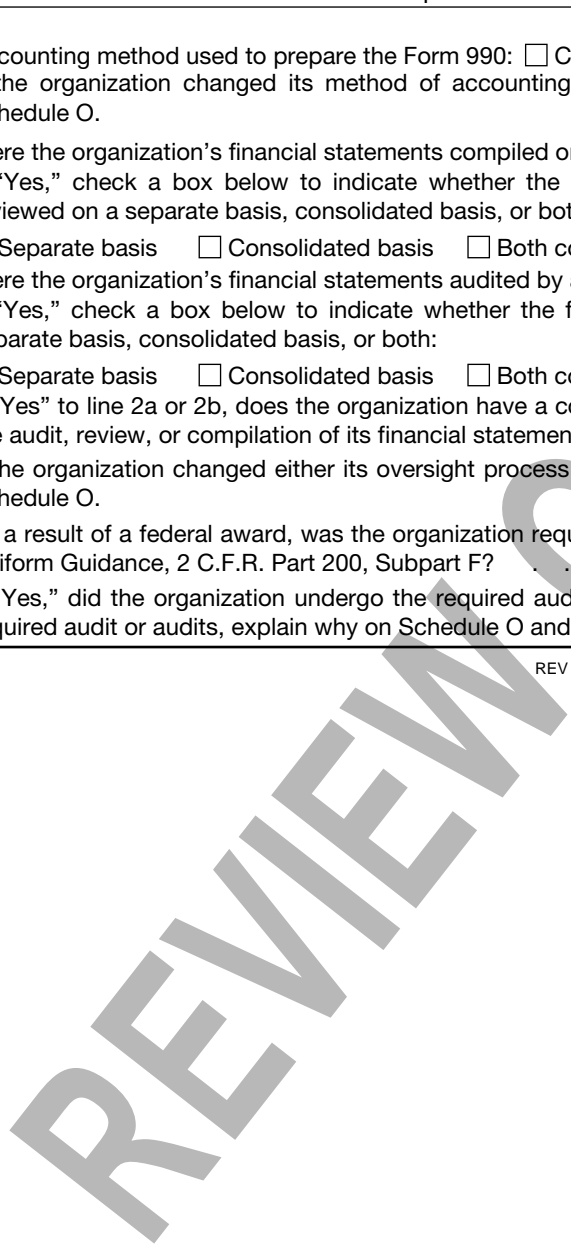 counting method used to prepare the Form 990: ☐ C
the organization changed its method of accounting
hedule O.
ere the organization's financial statements compiled o
"Yes," check a box below to indicate whether the
viewed on a separate basis, consolidated basis, or bot
Separate basis ☐ Consolidated basis ☐ Both co
ere the organization's financial statements audited by a
"Yes," check a box below to indicate whether the f
parate basis, consolidated basis, or both:
Separate basis ☐ Consolidated basis ☐ Both co
"Yes" to line 2a or 2b, does the organization have a co
e audit, review, or compilation of its financial statemen
he organization changed either its oversight process
hedule O.
a result of a federal award, was the organization requ
iform Guidance, 2 C.F.R. Part 200, Subpart F? . .
Yes," did the organization undergo the required aud
quired audit or audits, explain why on Schedule O and
REV
REVIEW C